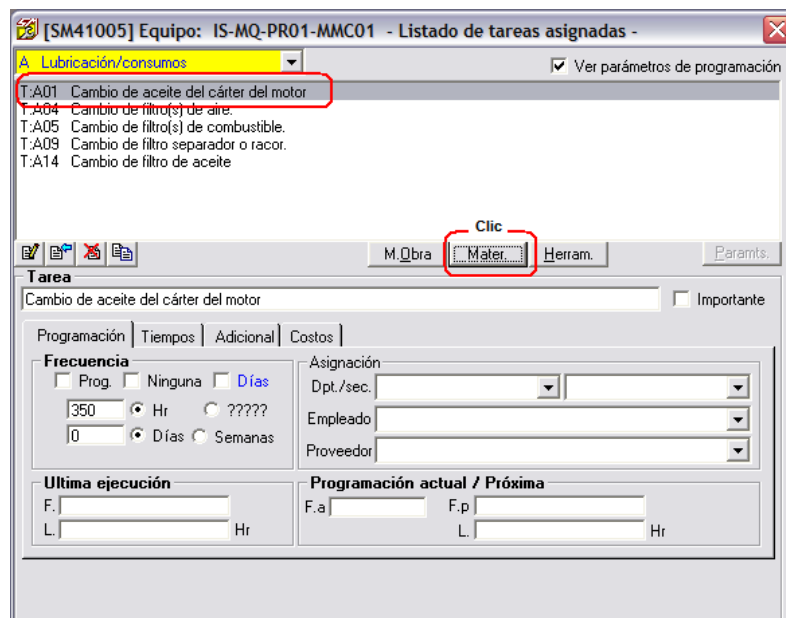 [SM41005] Equipo: IS-MQ-PR01-MMC01 - Listado de tareas asignadas -
A Lubricación/consumos
Ver parámetros de programación
T:A01 Cambio de aceite del cárter del motor
T:A04 Cambio de filtro(s) de aire.
T:A05 Cambio de filtro(s) de combustible.
T:A09 Cambio de filtro separador o racor.
T:A14 Cambio de filtro de aceite
Clic
M.Obra Mater. Herram. Paramts.
Tarea
Cambio de aceite del cárter del motor Importante
Programación Tiempos Adicional Costos
Frecuencia
Prog. Ninguna Días
350 Hr ?????
0 Días Semanas
Asignación
Dpt./sec.
Empleado
Proveedor
Ultima ejecución
F.
L. Hr
Programación actual / Próxima
F.a F.p
L. Hr